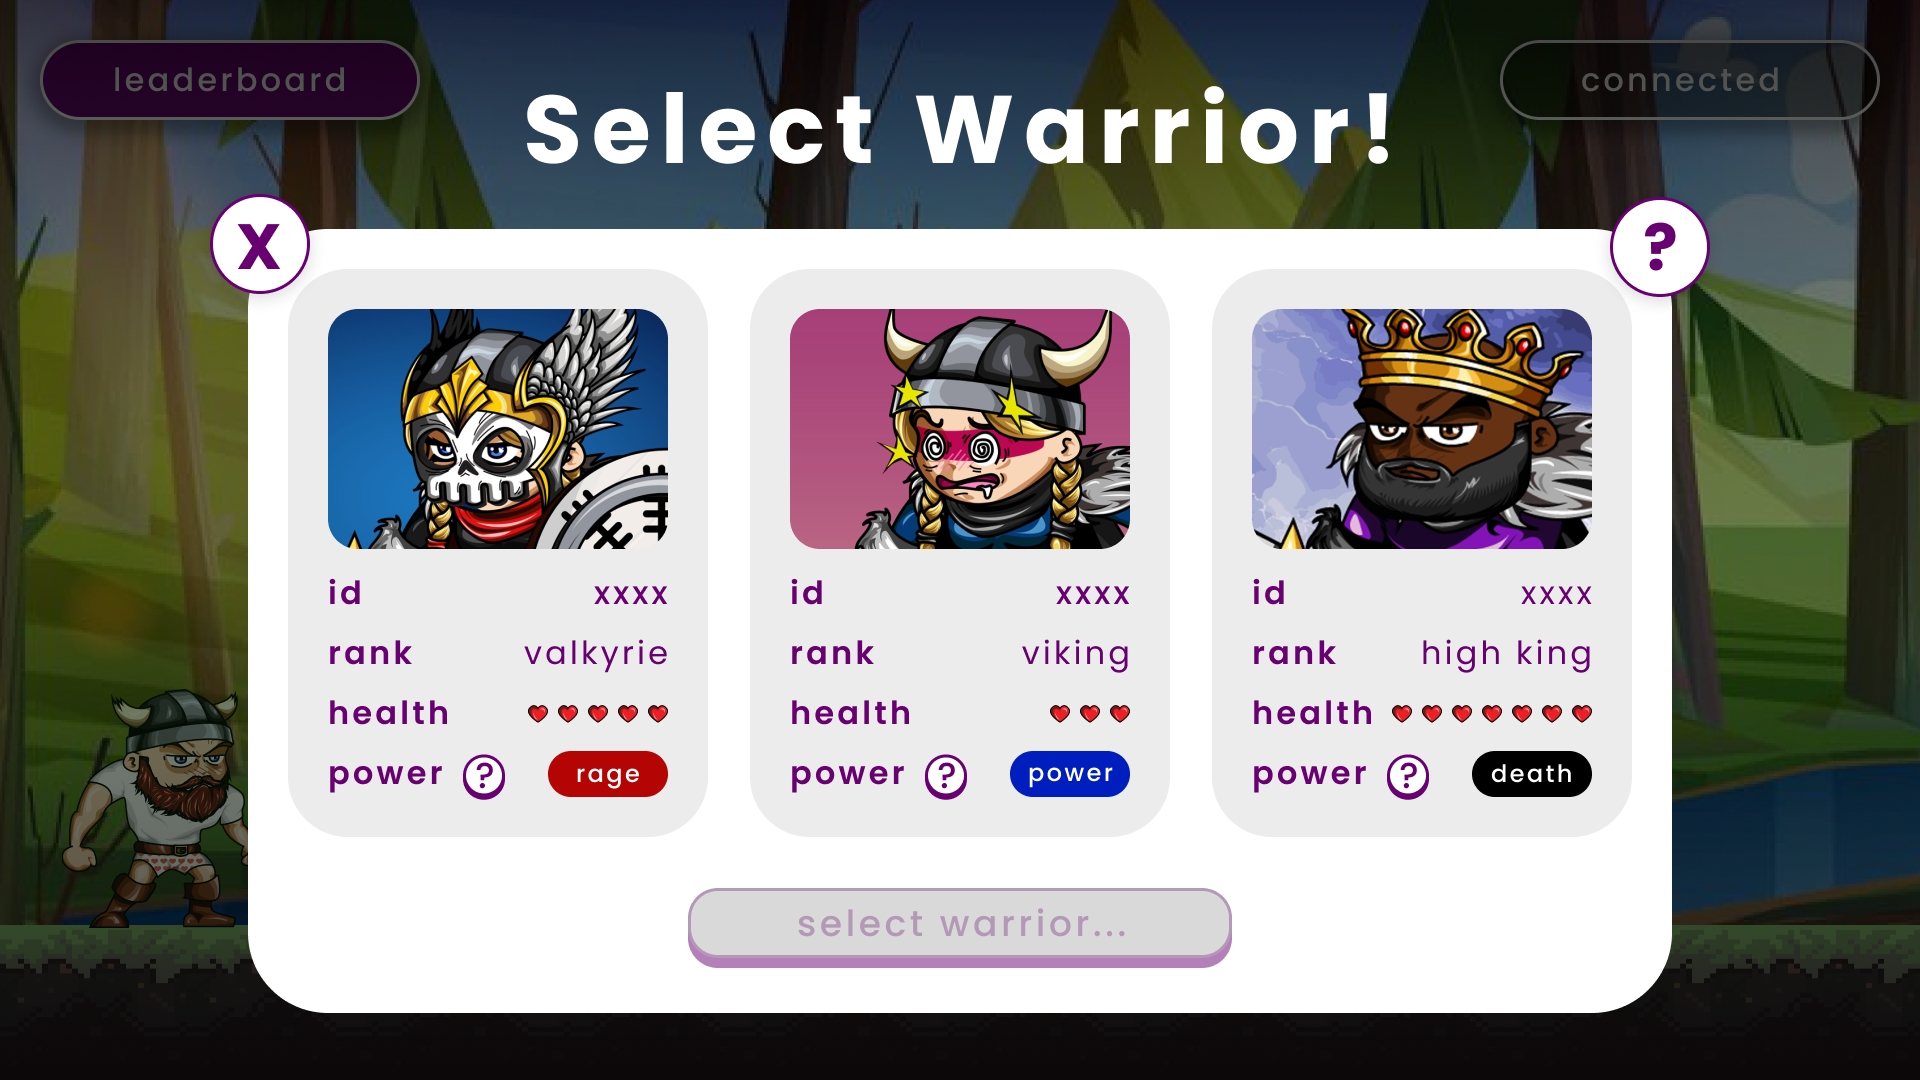 leaderboard
connected
Select Warrior!
X
?
id xxxx
rank valkyrie
health
power ? rage
id xxxx
rank viking
health
power ? power
id xxxx
rank high king
health
power ? death
select warrior...